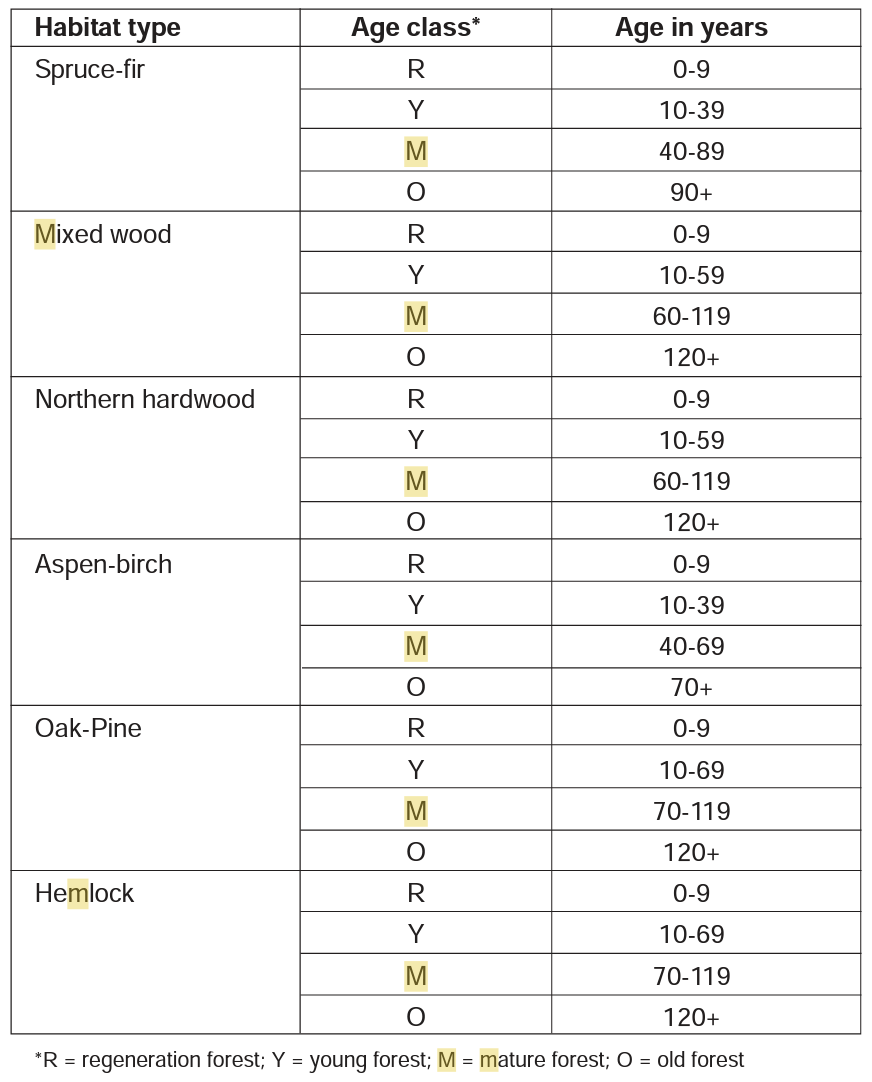 Habitat type Age class* Age in years
Spruce-fir R 0-9
Y 10-39
M 40-89
O 90+
Mixed wood R 0-9
Y 10-59
M 60-119
O 120+
Northern hardwood R 0-9
Y 10-59
M 60-119
O 120+
Aspen-birch R 0-9
Y 10-39
M 40-69
O 70+
Oak-Pine R 0-9
Y 10-69
M 70-119
O 120+
Hemlock R 0-9
Y 10-69
M 70-119
O 120+
*R = regeneration forest; Y = young forest; M = mature forest; O = old forest